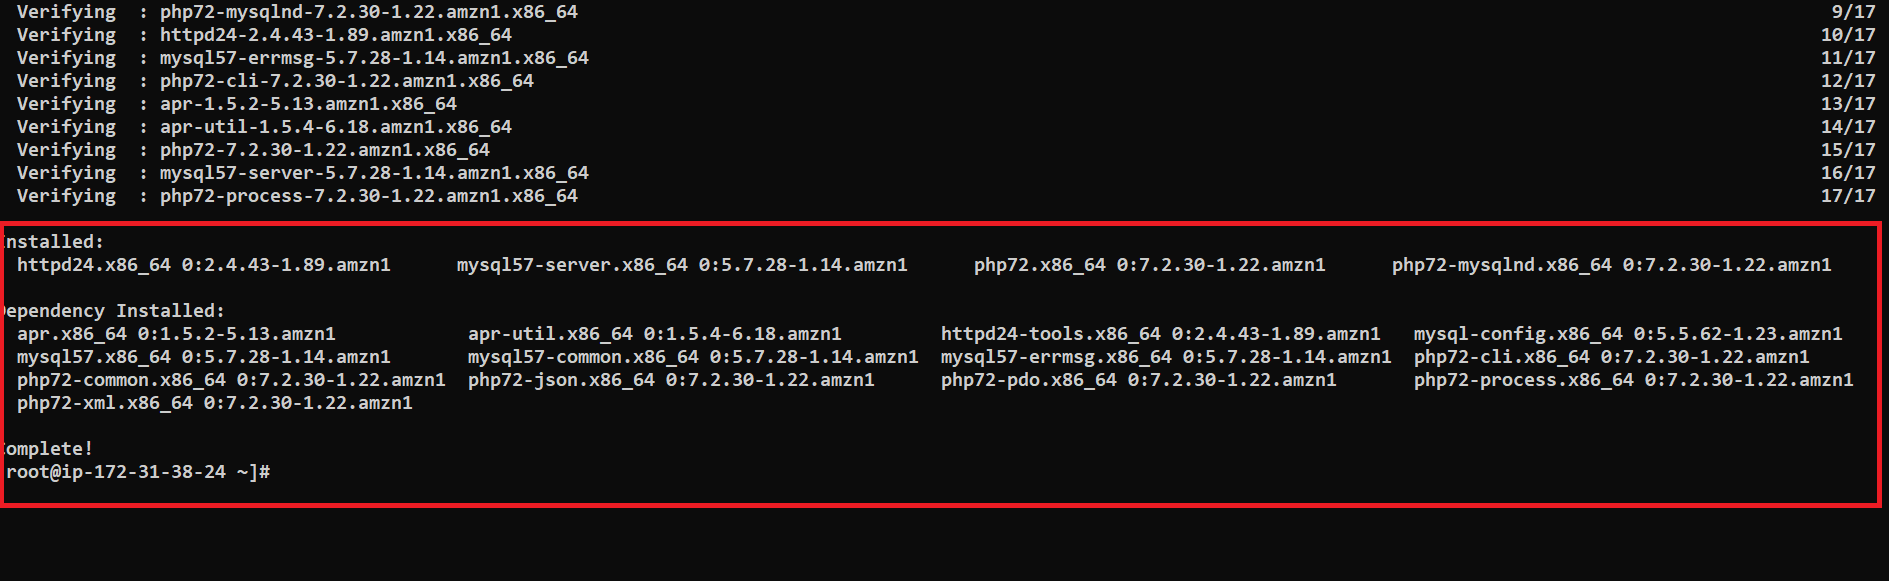 Verifying  : php72-mysqlnd-7.2.30-1.22.amzn1.x86_64 9/17
Verifying  : httpd24-2.4.43-1.89.amzn1.x86_64 10/17
Verifying  : mysql57-errmsg-5.7.28-1.14.amzn1.x86_64 11/17
Verifying  : php72-cli-7.2.30-1.22.amzn1.x86_64 12/17
Verifying  : apr-1.5.2-5.13.amzn1.x86_64 13/17
Verifying  : apr-util-1.5.4-6.18.amzn1.x86_64 14/17
Verifying  : php72-7.2.30-1.22.amzn1.x86_64 15/17
Verifying  : mysql57-server-5.7.28-1.14.amzn1.x86_64 16/17
Verifying  : php72-process-7.2.30-1.22.amzn1.x86_64 17/17
Installed:
httpd24.x86_64 0:2.4.43-1.89.amzn1 mysql57-server.x86_64 0:5.7.28-1.14.amzn1 php72.x86_64 0:7.2.30-1.22.amzn1 php72-mysqlnd.x86_64 0:7.2.30-1.22.amzn1
Dependency Installed:
apr.x86_64 0:1.5.2-5.13.amzn1 apr-util.x86_64 0:1.5.4-6.18.amzn1 httpd24-tools.x86_64 0:2.4.43-1.89.amzn1 mysql-config.x86_64 0:5.5.62-1.23.amzn1
mysql57.x86_64 0:5.7.28-1.14.amzn1 mysql57-common.x86_64 0:5.7.28-1.14.amzn1 mysql57-errmsg.x86_64 0:5.7.28-1.14.amzn1 php72-cli.x86_64 0:7.2.30-1.22.amzn1
php72-common.x86_64 0:7.2.30-1.22.amzn1 php72-json.x86_64 0:7.2.30-1.22.amzn1 php72-pdo.x86_64 0:7.2.30-1.22.amzn1 php72-process.x86_64 0:7.2.30-1.22.amzn1
php72-xml.x86_64 0:7.2.30-1.22.amzn1
Complete!
root@ip-172-31-38-24 ~]#